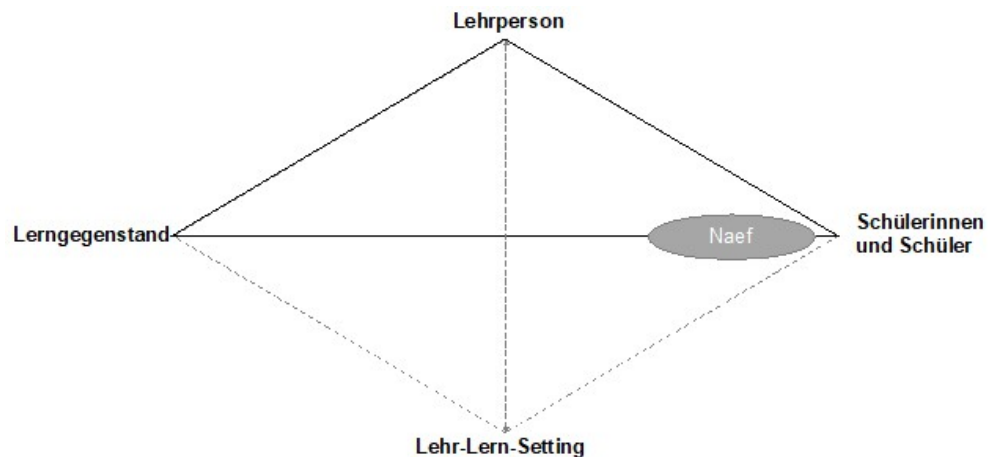 Lehrperson
Lerngegenstand
Naef
Schülerinnen
und Schüler
Lehr-Lern-Setting